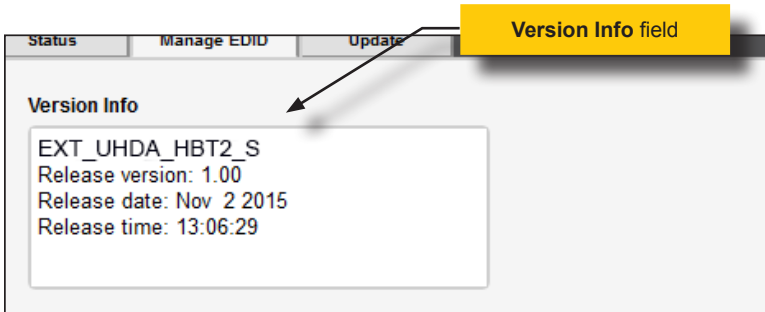 Version Info field
Status Manage EDID Update
Version Info
EXT_UHDA_HBT2_S
Release version: 1.00
Release date: Nov  2 2015
Release time: 13:06:29